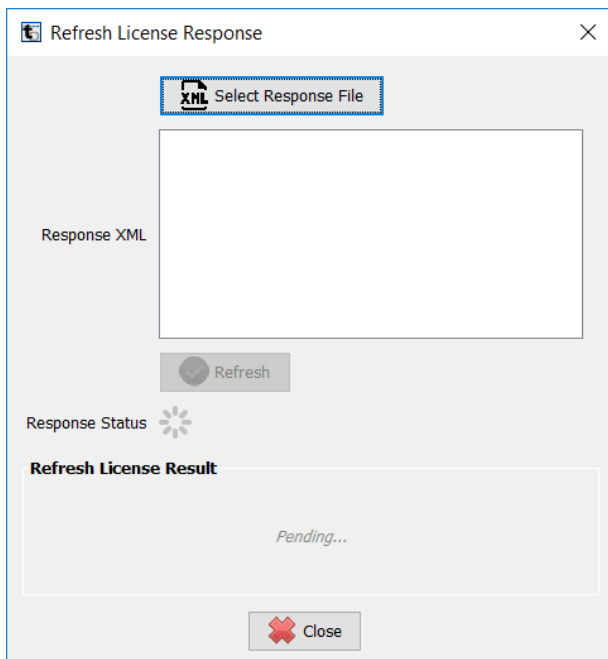 Refresh License Response
XML Select Response File
Response XML
Refresh
Response Status
Refresh License Result
Pending...
Close